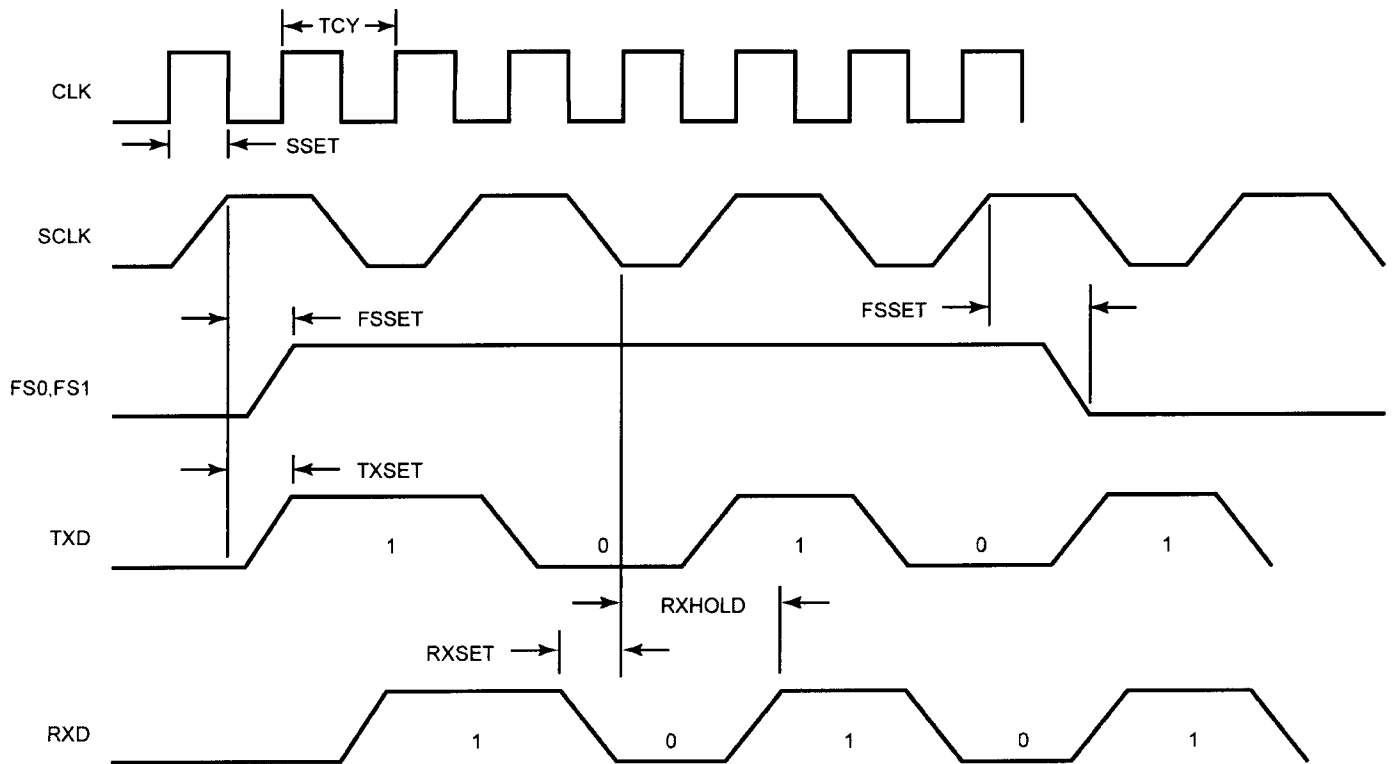 TCY
CLK
SSET
SCLK
FSSET
FSSET
FS0,FS1
TXSET
TXD
1 0 1 0 1
RXHOLD
RXSET
RXD
1 0 1 0 1